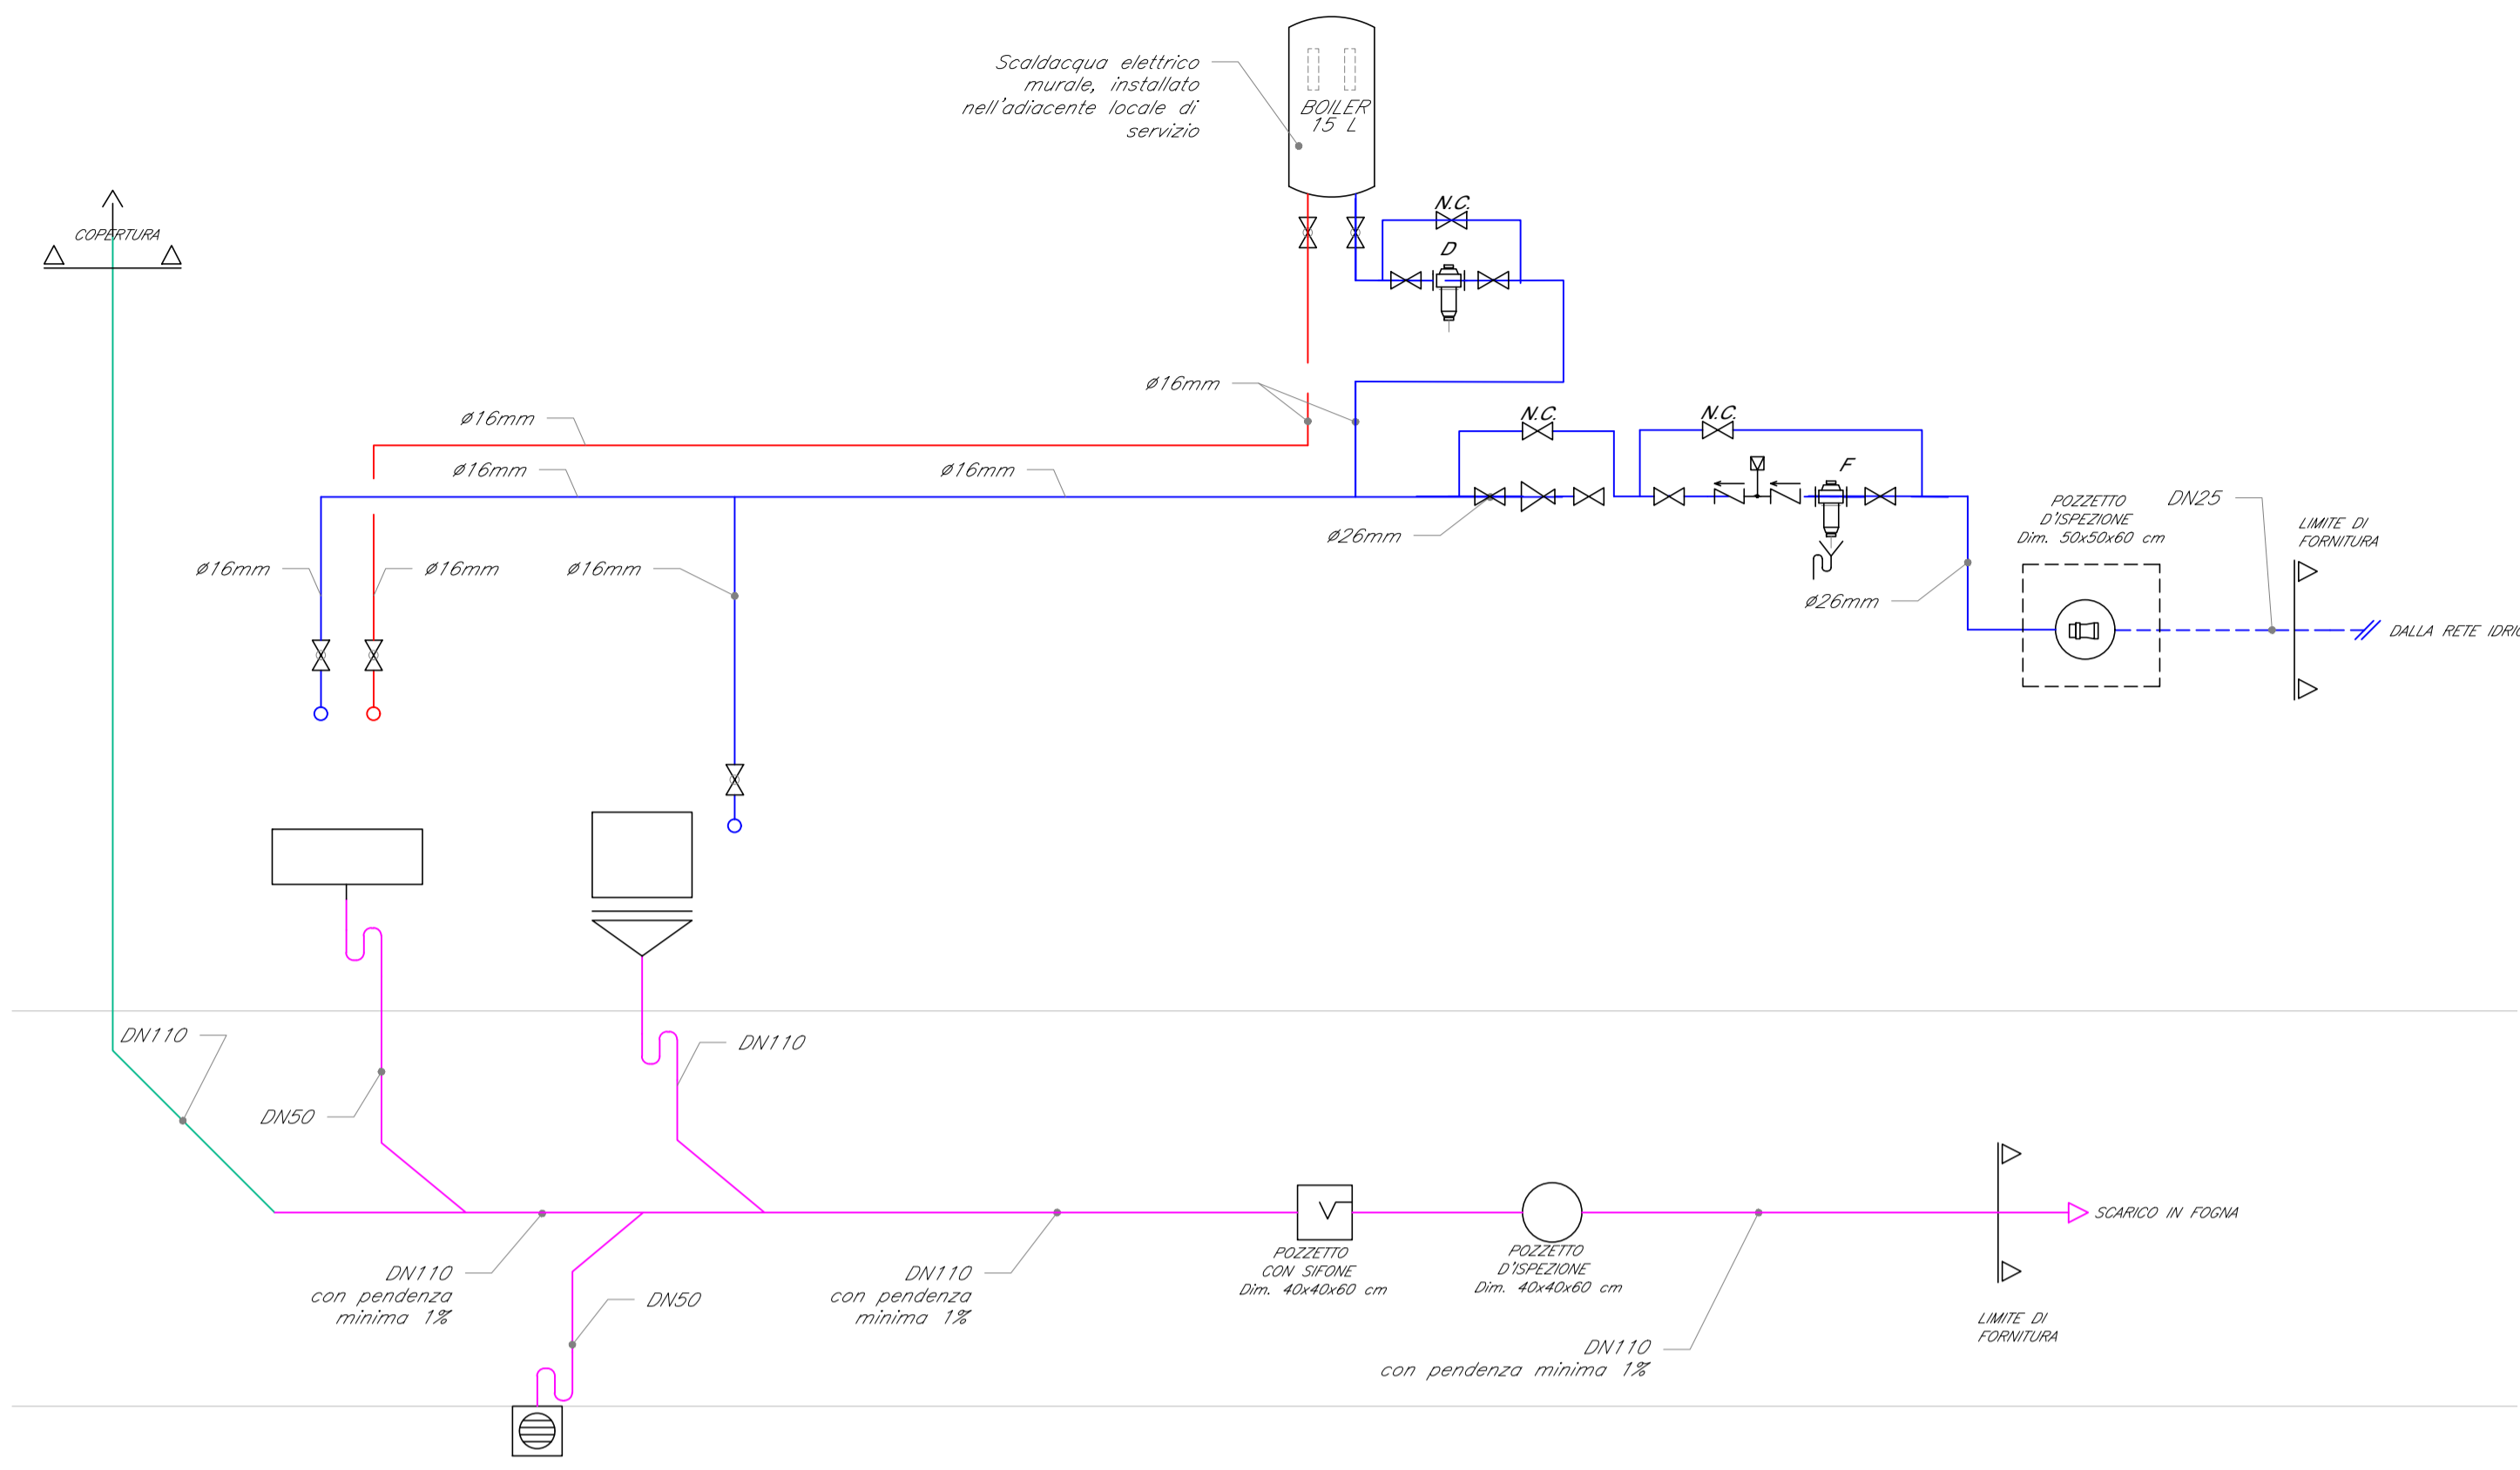 Scaldacqua elettrico
murale, installato
nell'adiacente locale di
servizio
BOILER
15 L
N.C.
COPERTURA
D
Ø16mm
Ø16mm
N.C.
N.C.
Ø16mm
Ø16mm
F
Ø26mm
POZZETTO
D'ISPEZIONE
Dim. 50x50x60 cm
DN25
LIMITE DI
FORNITURA
Ø16mm
Ø16mm
Ø16mm
Ø26mm
DALLA RETE IDRIC
DN110
DN110
DN50
SCARICO IN FOGNA
DN110
con pendenza
minima 1%
DN50
DN110
con pendenza
minima 1%
POZZETTO
CON SIFONE
Dim. 40x40x60 cm
POZZETTO
D'ISPEZIONE
Dim. 40x40x60 cm
DN110
con pendenza minima 1%
LIMITE DI
FORNITURA